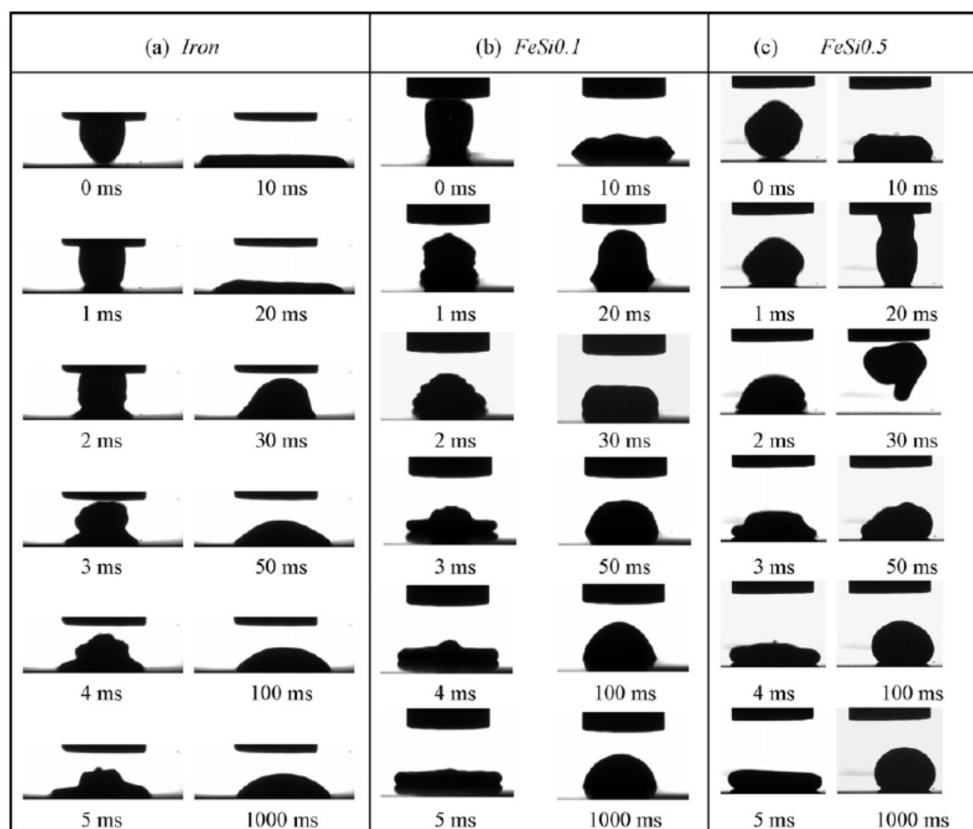 (a) Iron (b) FeSi0.1 (c) FeSi0.5
0 ms 10 ms 0 ms 10 ms 0 ms 10 ms
1 ms 20 ms 1 ms 20 ms 1 ms 20 ms
2 ms 30 ms 2 ms 30 ms 2 ms 30 ms
3 ms 50 ms 3 ms 50 ms 3 ms 50 ms
4 ms 100 ms 4 ms 100 ms 4 ms 100 ms
5 ms 1000 ms 5 ms 1000 ms 5 ms 1000 ms